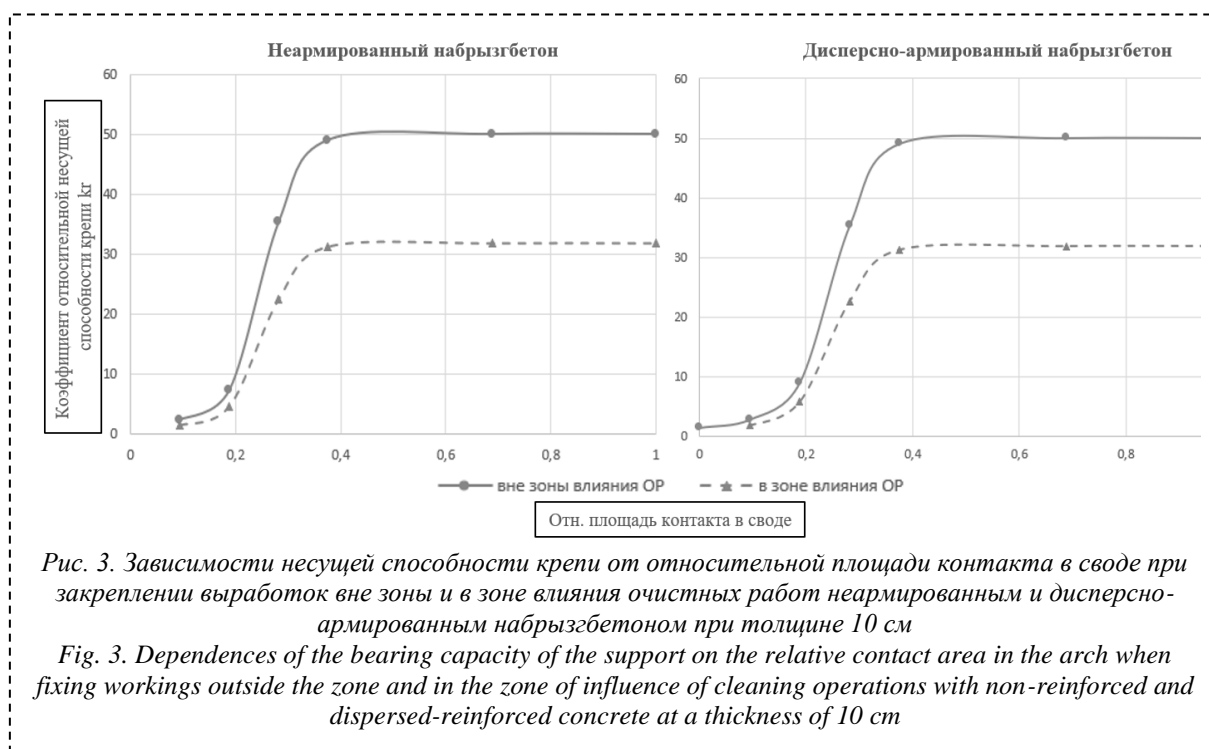 Неармированный набрызгбетон
Дисперсно-армированный набрызгбетон
Коэффициент относительной несущей
способности крепи kr
60
50
40
30
20
10
0
0
0,2
0,4
0,6
0,8
1
60
50
40
30
20
10
0
0
0,2
0,4
0,6
0,8
вне зоны влияния ОР
в зоне влияния ОР
Отн. площадь контакта в своде
Рис. 3. Зависимости несущей способности крепи от относительной площади контакта в своде при
закреплении выработок вне зоны и в зоне влияния очистных работ неармированным и дисперсно-
армированным набрызгбетоном при толщине 10 см
Fig. 3. Dependences of the bearing capacity of the support on the relative contact area in the arch when
fixing workings outside the zone and in the zone of influence of cleaning operations with non-reinforced and
dispersed-reinforced concrete at a thickness of 10 cm